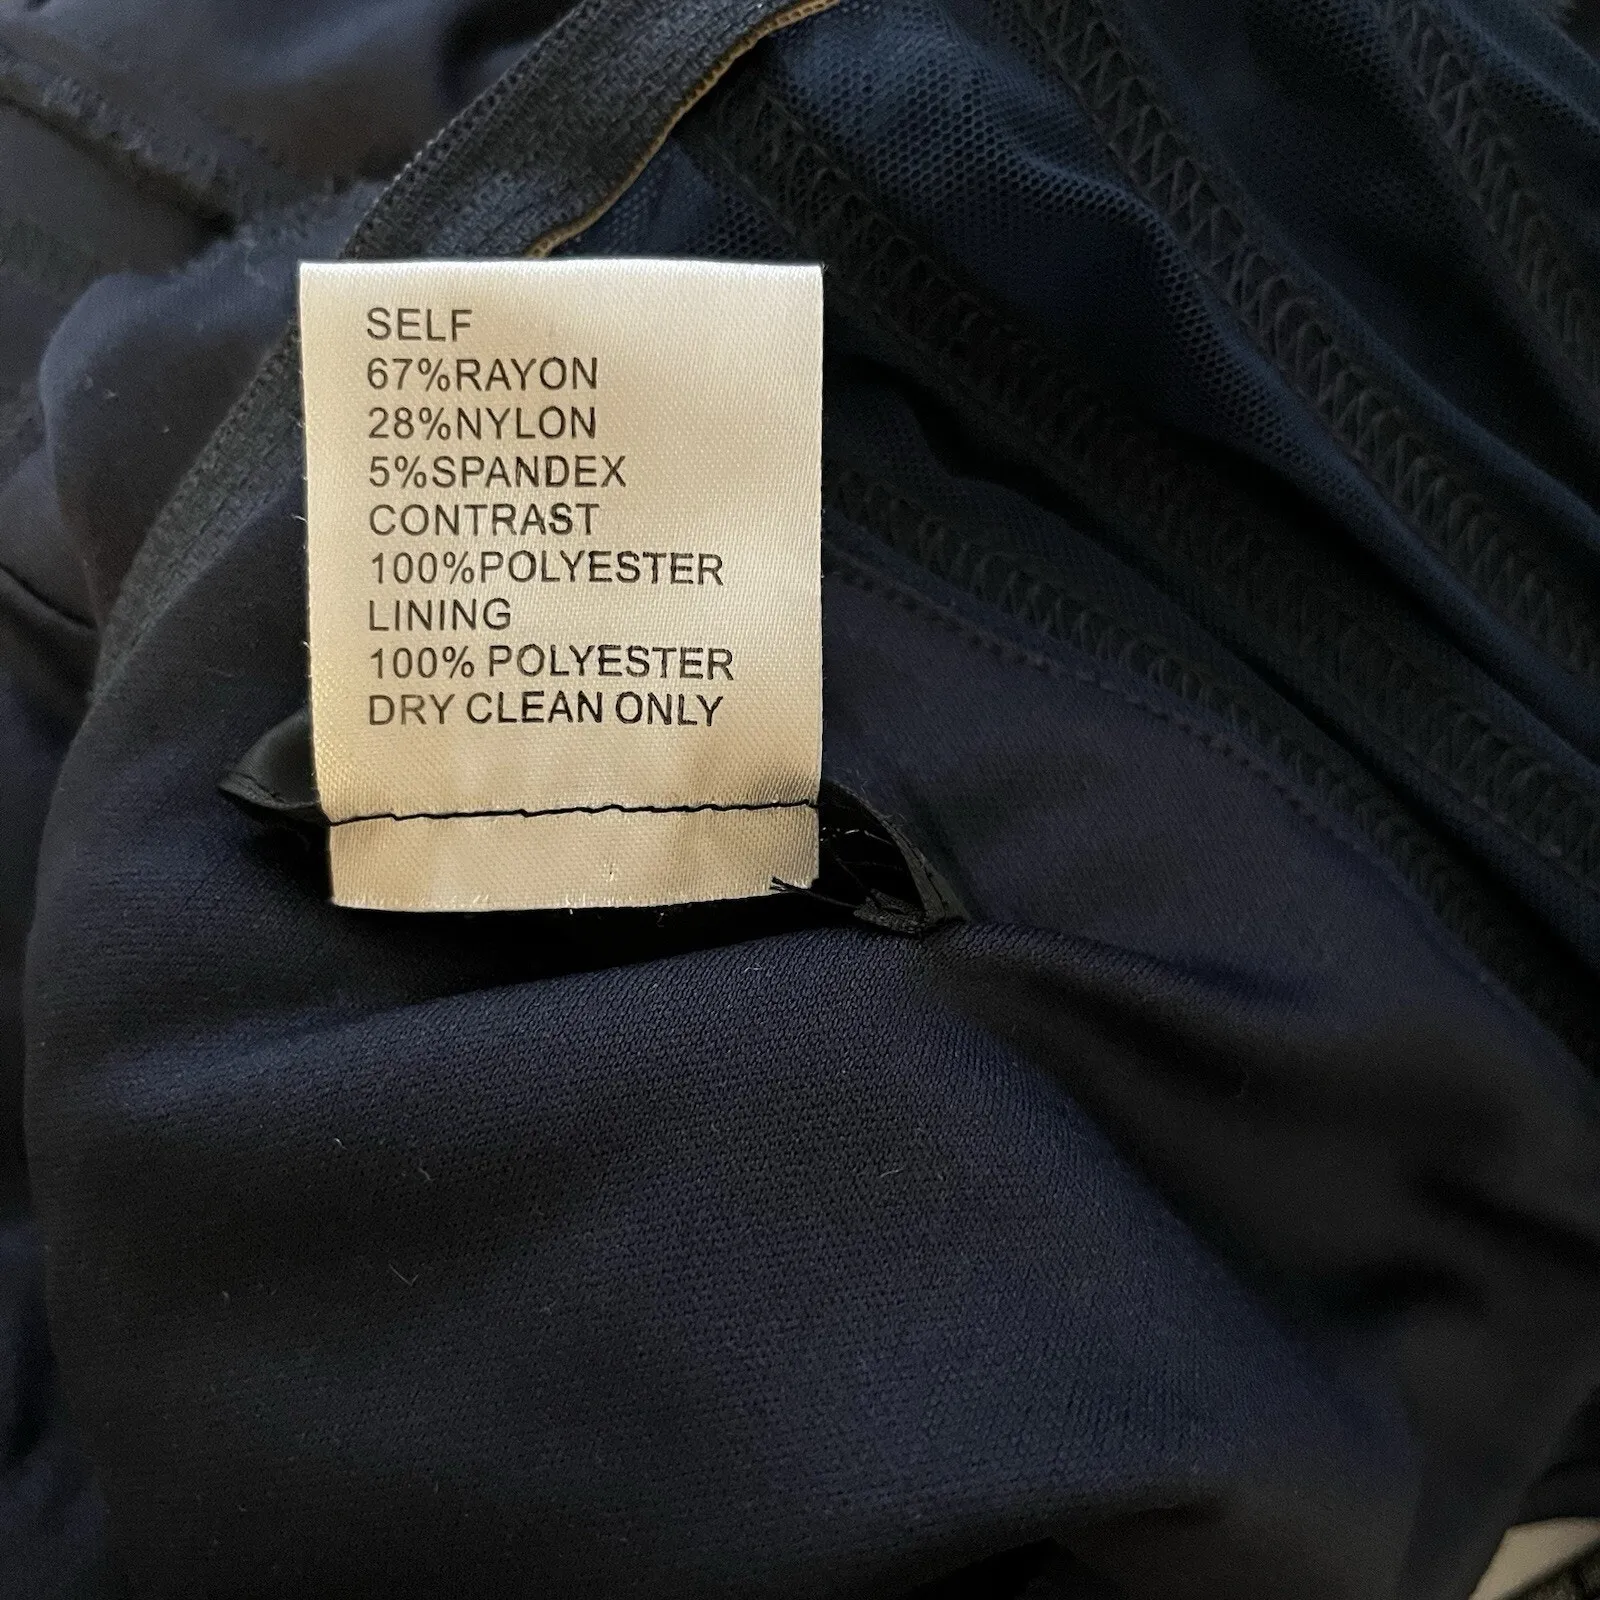 SELF
67%RAYON
28%NYLON
5%SPANDEX
CONTRAST
100%POLYESTER
LINING
100% POLYESTER
DRY CLEAN ONLY